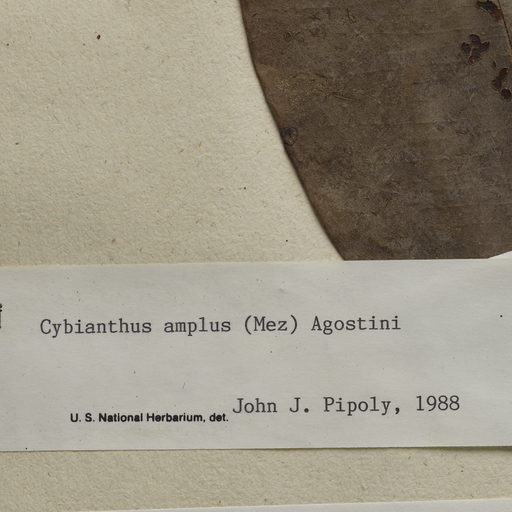 Cybianthus amplus (Mez) Agostini
U. S. National Herbarium, det. John J. Pipoly, 1988